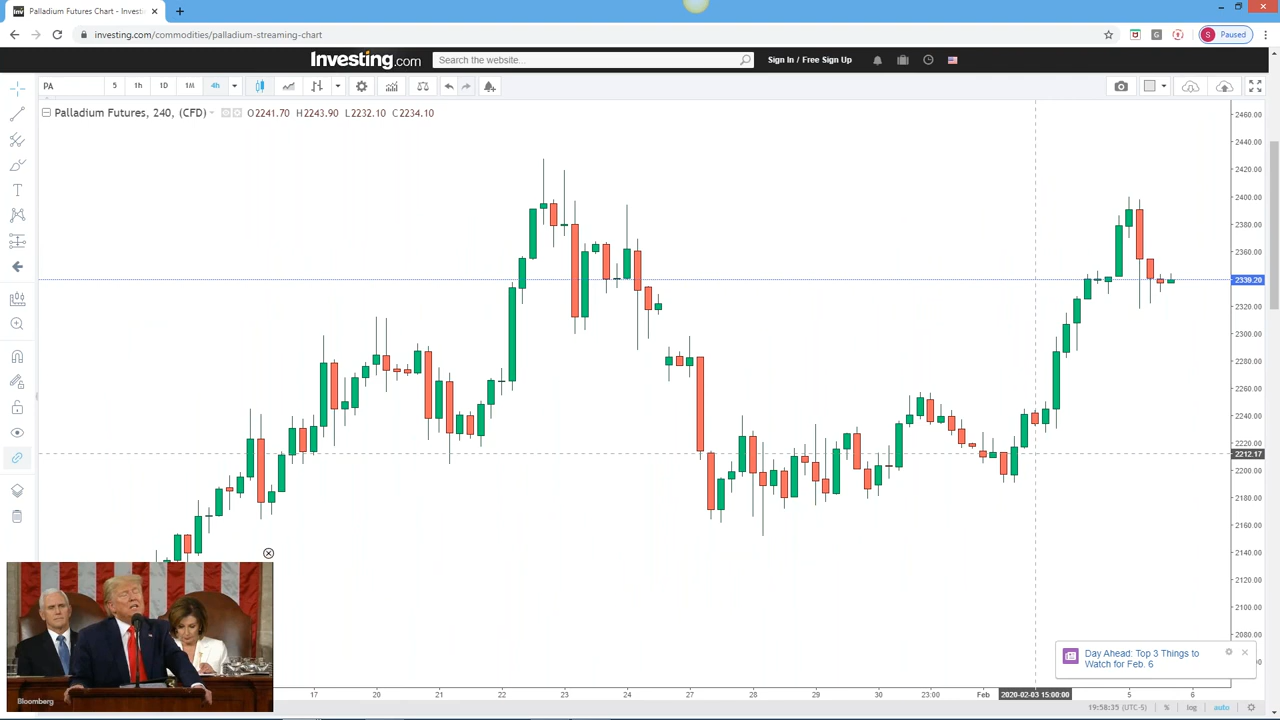 Inv Palladium Futures Chart - Investi
investing.com/commodities/palladium-streaming-chart
S Paused
Investing.com
Search the website...
Sign In / Free Sign Up
PA 5 1h 1D 1M 4h
Palladium Futures, 240, (CFD) O2241.70 H2243.90 L2232.10 C2234.10
2460.00
2440.00
2420.00
2400.00
2380.00
2360.00
2339.20
2320.00
2300.00
2280.00
2260.00
2240.00
2220.00
2212.17
2200.00
2180.00
2160.00
2140.00
2120.00
2100.00
2080.00
Day Ahead: Top 3 Things to
Watch for Feb. 6
Bloomberg
17 20 21 22 23 24 27 28 29 30 23:00 Feb 2020-02-03 15:00:00 5 6
19:58:35 (UTC-5) % log auto